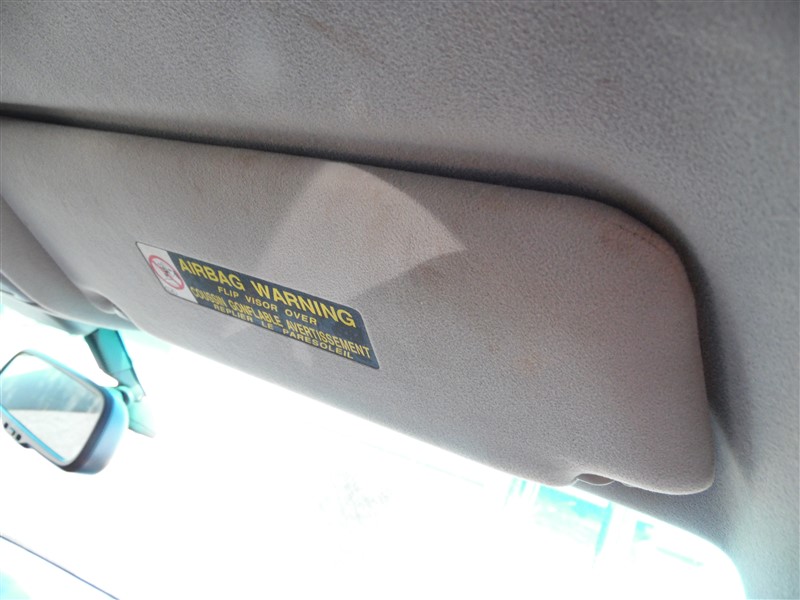 AIRBAG WARNING
FLIP VISOR OVER
COUSSIN GONFLABLE AVERTISSEMENT
REPLIER LE PARESOLEIL